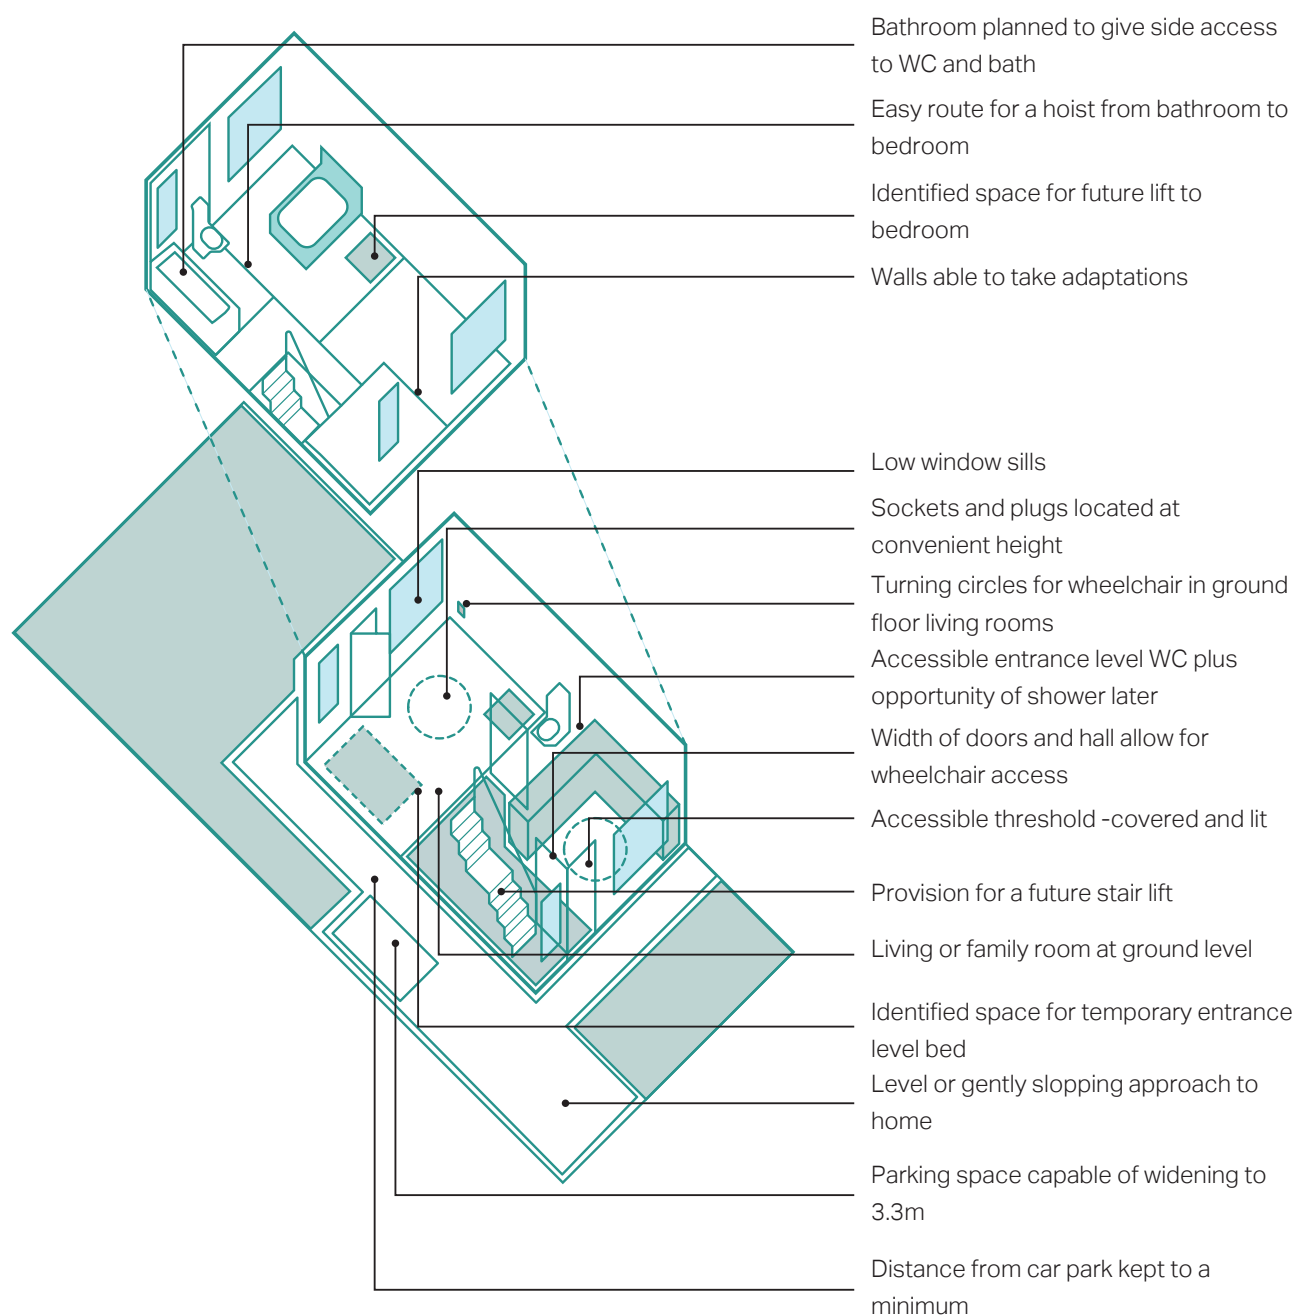 Bathroom planned to give side access
to WC and bath
Easy route for a hoist from bathroom to
bedroom
Identified space for future lift to
bedroom
Walls able to take adaptations
Low window sills
Sockets and plugs located at
convenient height
Turning circles for wheelchair in ground
floor living rooms
Accessible entrance level WC plus
opportunity of shower later
Width of doors and hall allow for
wheelchair access
Accessible threshold -covered and lit
Provision for a future stair lift
Living or family room at ground level
Identified space for temporary entrance
level bed
Level or gently slopping approach to
home
Parking space capable of widening to
3.3m
Distance from car park kept to a
minimum